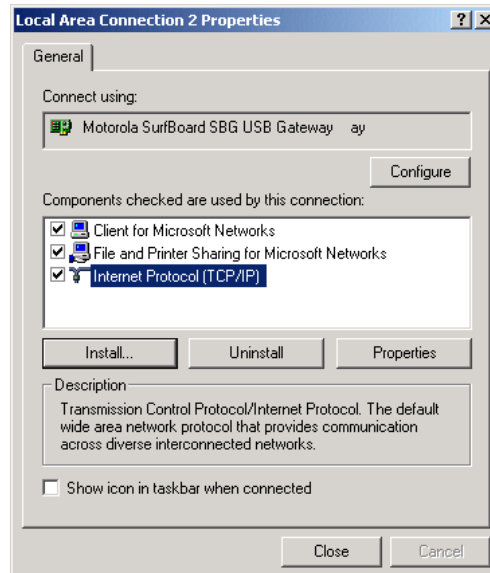 Local Area Connection 2 Properties
General
Connect using:
Motorola SurfBoard SBG USB Gateway ay
Configure
Components checked are used by this connection:
Client for Microsoft Networks
File and Printer Sharing for Microsoft Networks
Internet Protocol (TCP/IP)
Install... Uninstall Properties
Description
Transmission Control Protocol/Internet Protocol. The default
wide area network protocol that provides communication
across diverse interconnected networks.
Show icon in taskbar when connected
Close Cancel